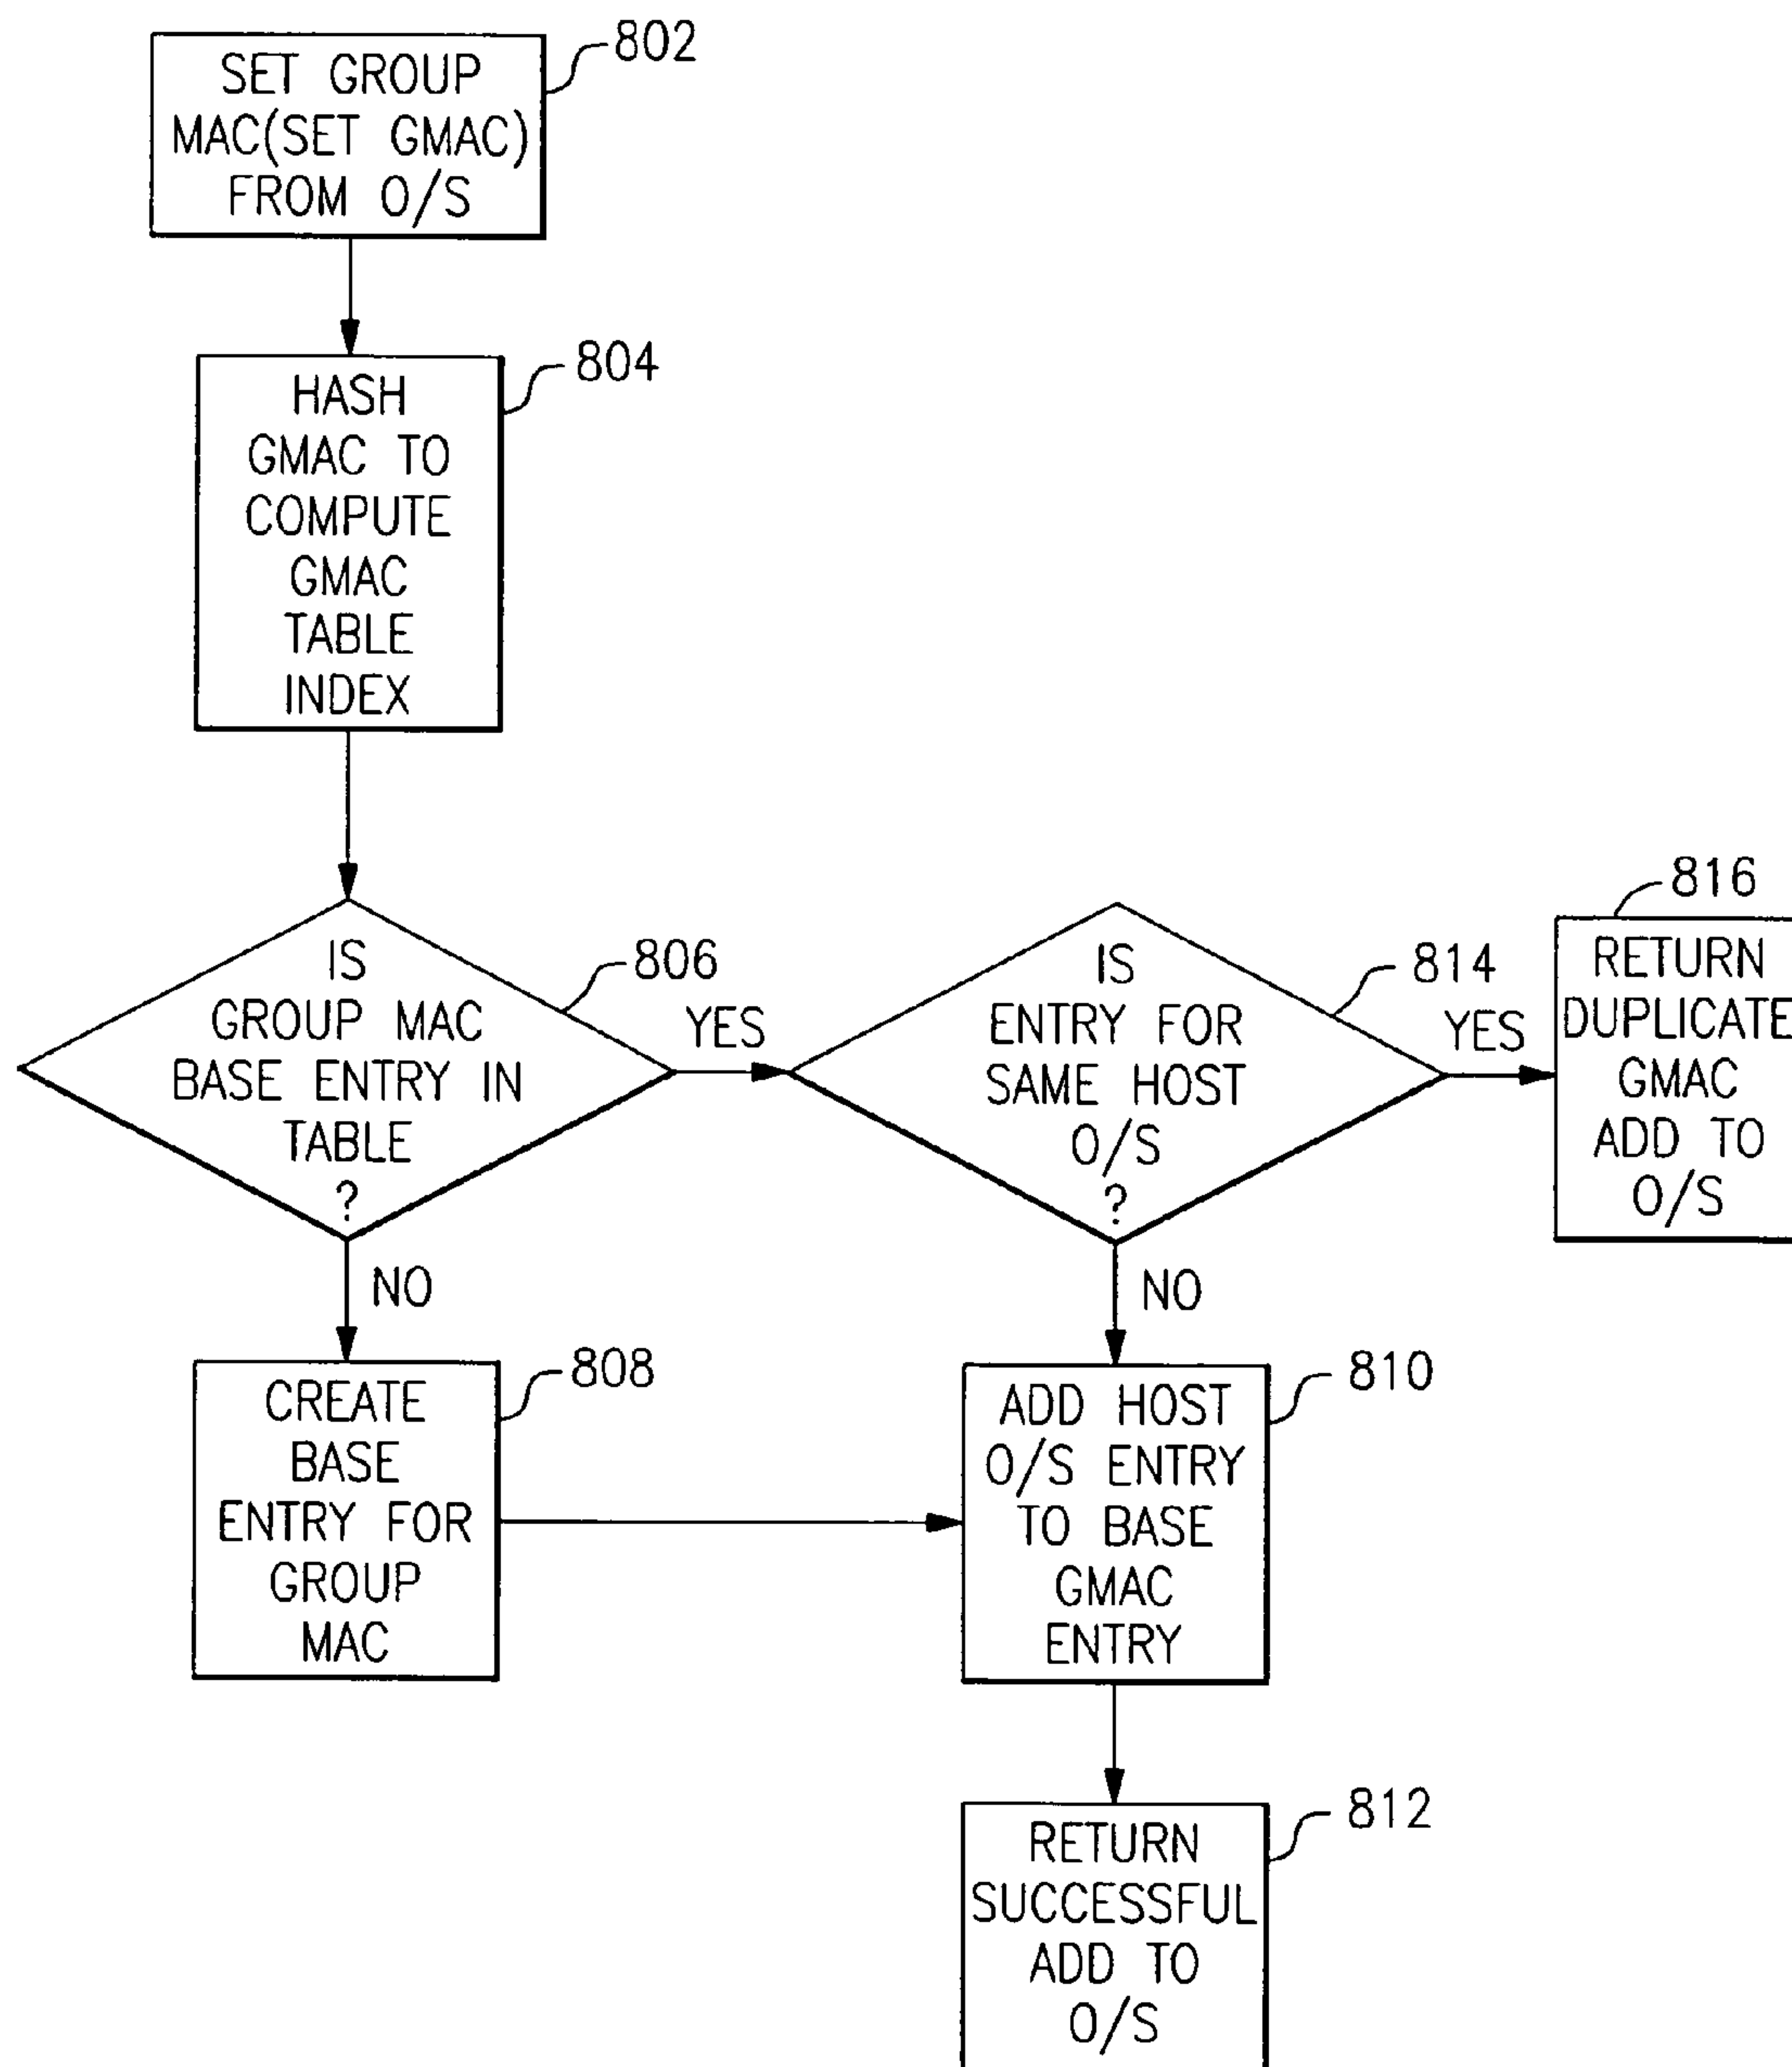 802
SET GROUP
MAC(SET GMAC)
FROM O/S
804
HASH
GMAC TO
COMPUTE
GMAC
TABLE
INDEX
806
IS
GROUP MAC
BASE ENTRY IN
TABLE
?
YES
NO
814
IS
ENTRY FOR
SAME HOST
O/S
?
YES
NO
816
RETURN
DUPLICATE
GMAC
ADD TO
O/S
808
CREATE
BASE
ENTRY FOR
GROUP
MAC
810
ADD HOST
O/S ENTRY
TO BASE
GMAC
ENTRY
812
RETURN
SUCCESSFUL
ADD TO
O/S